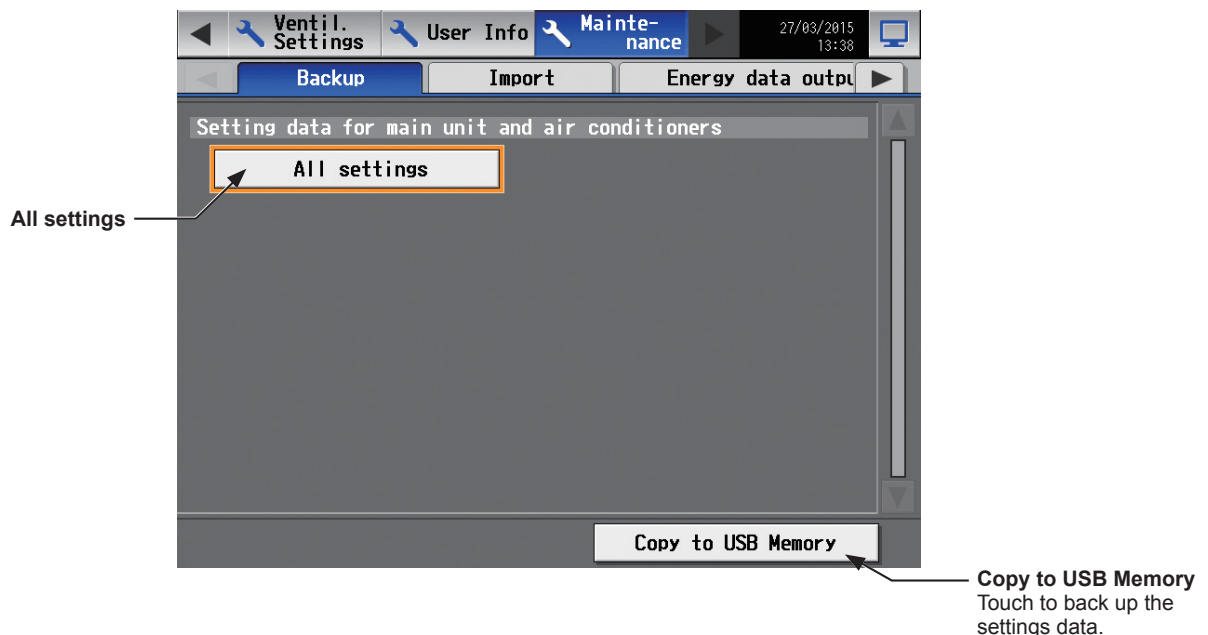 Ventil.
Settings
User Info
Mainte-
nance
27/03/2015
13:38
Backup
Import
Energy data outpu
Setting data for main unit and air conditioners
All settings
All settings
Copy to USB Memory
Copy to USB Memory
Touch to back up the
settings data.